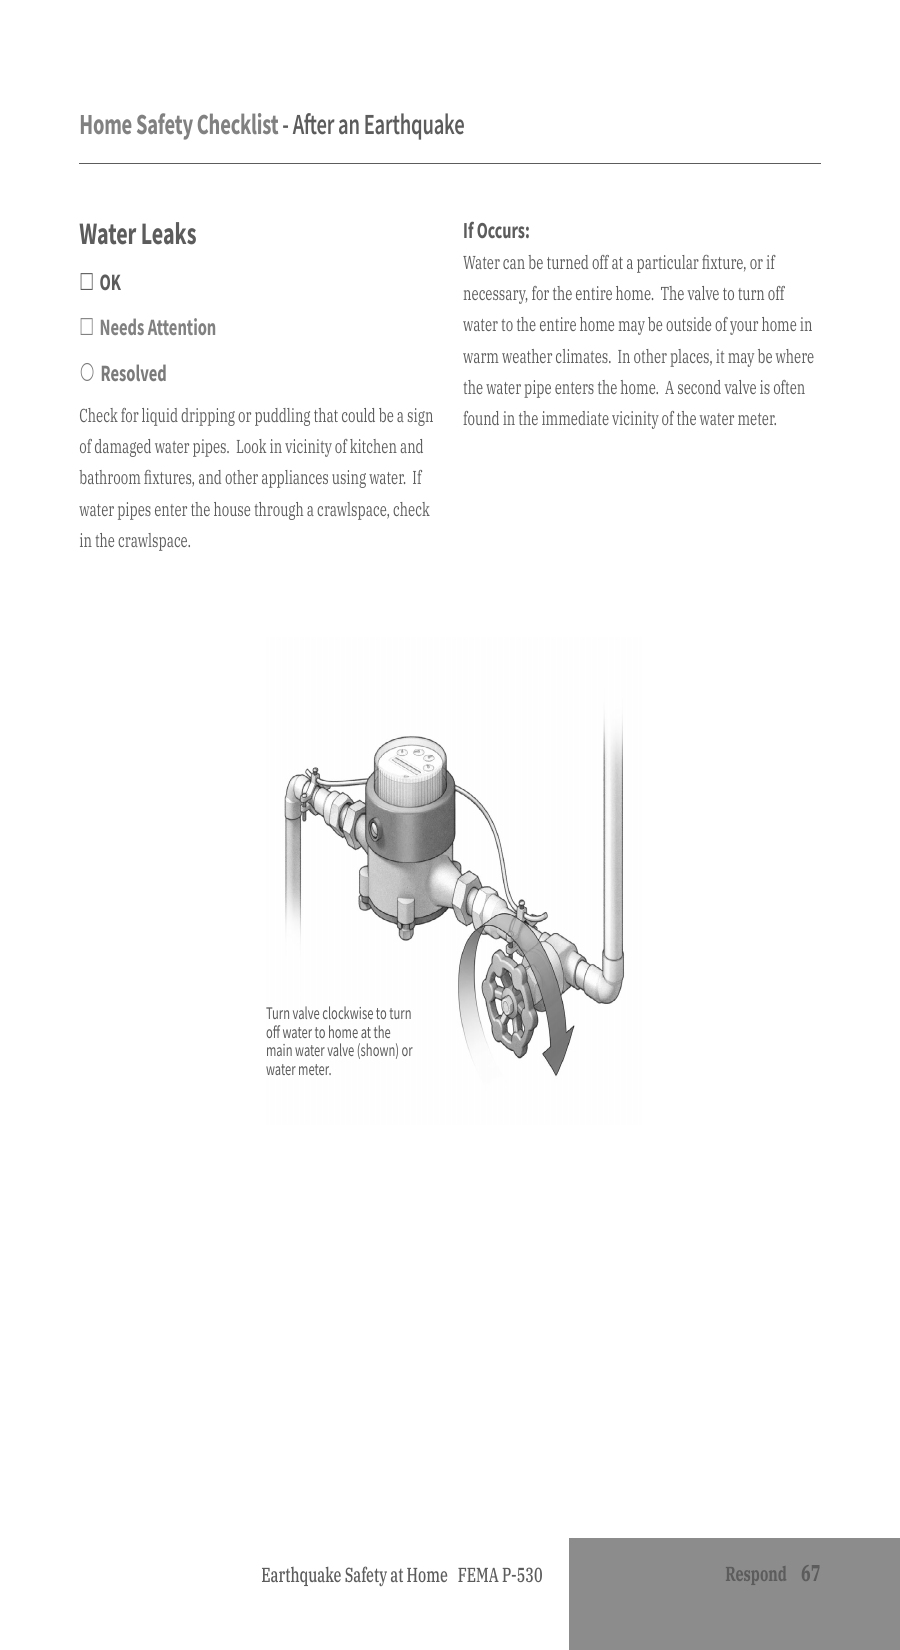 Home Safety Checklist - After an Earthquake
Water Leaks
☐ OK
☐ Needs Attention
○ Resolved
Check for liquid dripping or puddling that could be a sign
of damaged water pipes.  Look in vicinity of kitchen and
bathroom fixtures, and other appliances using water.  If
water pipes enter the house through a crawlspace, check
in the crawlspace.
If Occurs:
Water can be turned off at a particular fixture, or if
necessary, for the entire home.  The valve to turn off
water to the entire home may be outside of your home in
warm weather climates.  In other places, it may be where
the water pipe enters the home.  A second valve is often
found in the immediate vicinity of the water meter.
Turn valve clockwise to turn
off water to home at the
main water valve (shown) or
water meter.
Earthquake Safety at Home   FEMA P-530
Respond   67